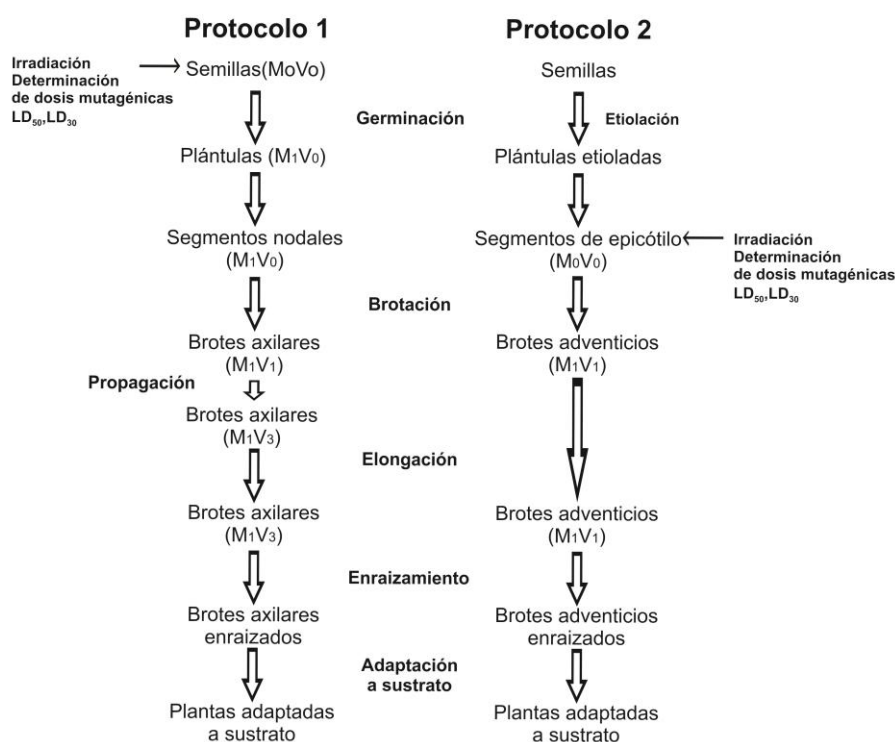 Protocolo 1
Protocolo 2
Irradiación
Determinación
de dosis mutagénicas
LD50,LD30
Semillas(MoVo)
Semillas
Germinación
Etiolación
Plántulas (M1V0)
Plántulas etioladas
Segmentos nodales
(M1V0)
Segmentos de epicótilo
(M0V0)
Irradiación
Determinación
de dosis mutagénicas
LD50,LD30
Brotación
Brotes axilares
(M1V1)
Brotes adventicios
(M1V1)
Propagación
Brotes axilares
(M1V3)
Elongación
Brotes axilares
(M1V3)
Brotes adventicios
(M1V1)
Enraizamiento
Brotes axilares
enraizados
Brotes adventicios
enraizados
Adaptación
a sustrato
Plantas adaptadas
a sustrato
Plantas adaptadas
a sustrato